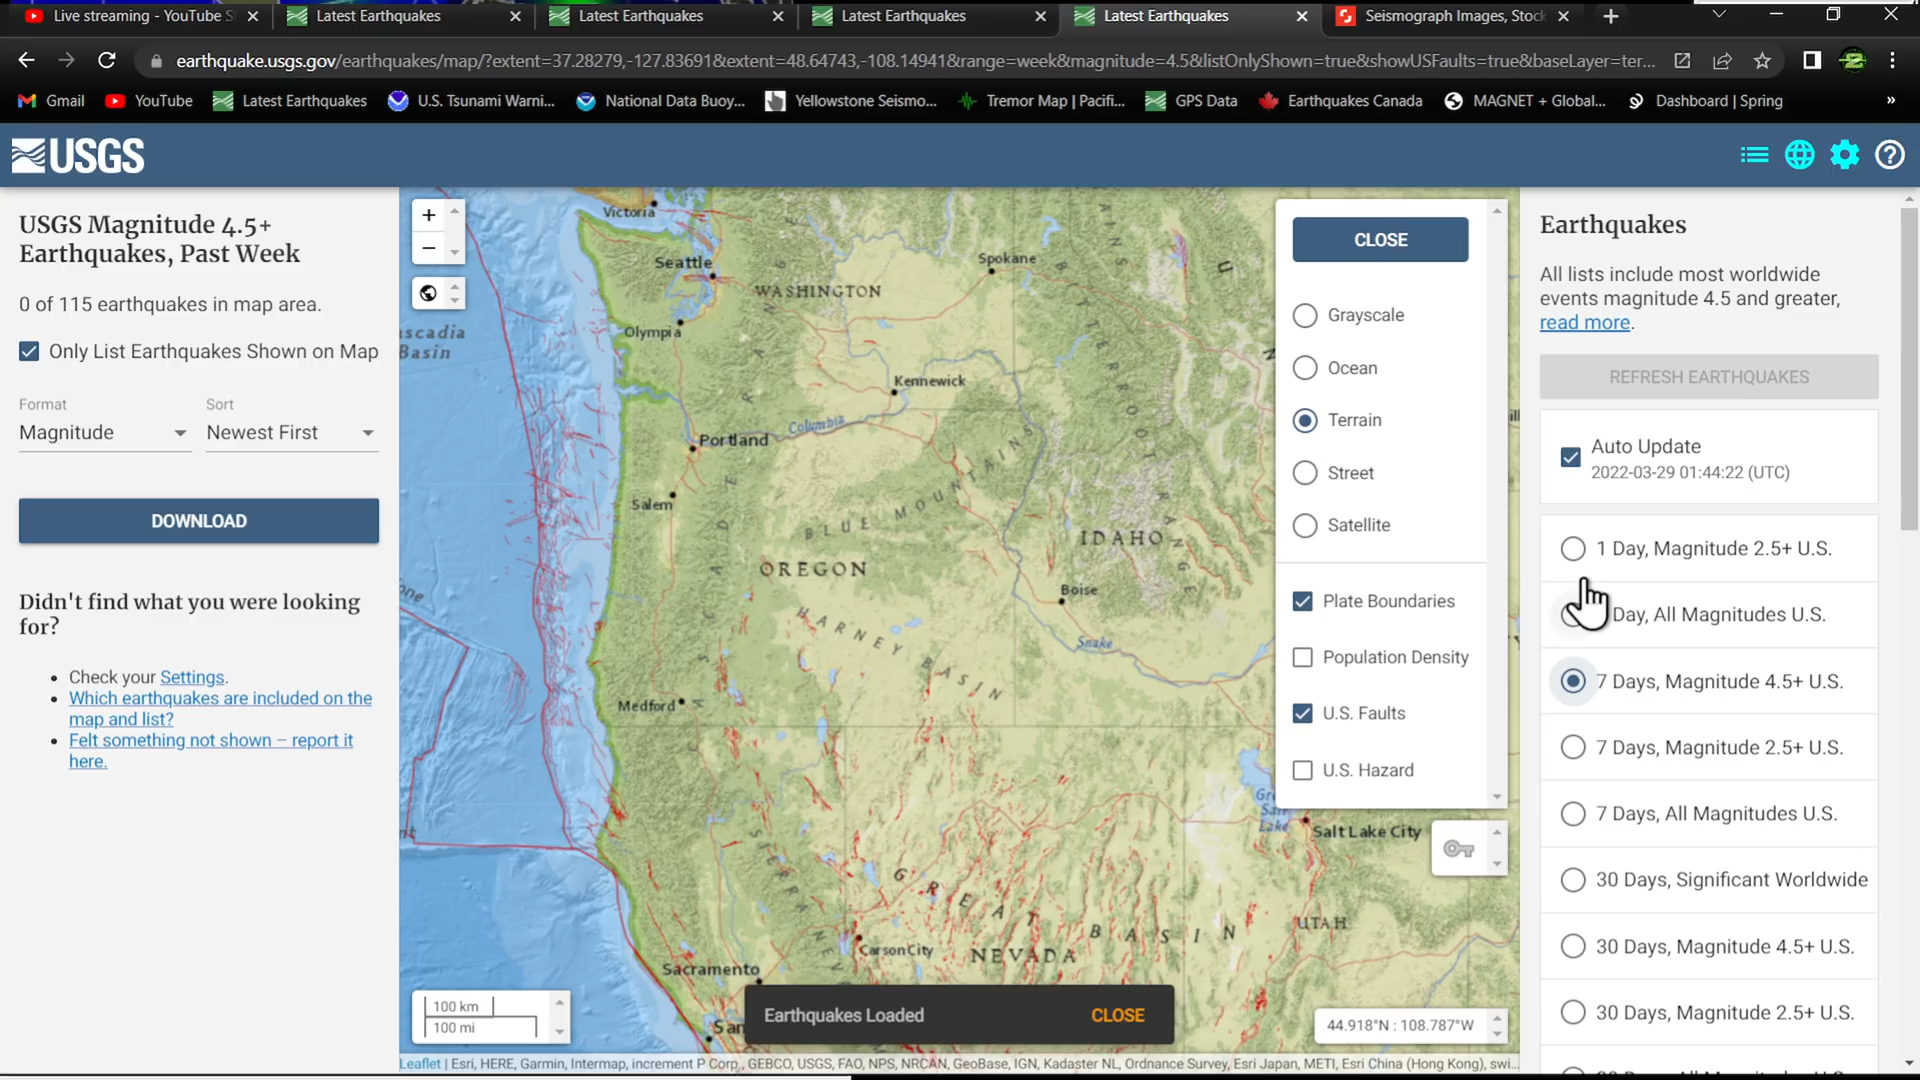 Live streaming - YouTube S
Latest Earthquakes
Latest Earthquakes
Latest Earthquakes
Latest Earthquakes
Seismograph Images, Stock
earthquake.usgs.gov/earthquakes/map/?extent=37.28279,-127.83691&extent=48.64743,-108.14941&range=week&magnitude=4.5&listOnlyShown=true&showUSFaults=true&baseLayer=ter...
Gmail
YouTube
Latest Earthquakes
U.S. Tsunami Warni...
National Data Buoy...
Yellowstone Seismo...
Tremor Map | Pacifi...
GPS Data
Earthquakes Canada
MAGNET + Global...
Dashboard | Spring
»
USGS
USGS Magnitude 4.5+
Earthquakes, Past Week
0 of 115 earthquakes in map area.
Only List Earthquakes Shown on Map
Format
Sort
Magnitude
Newest First
DOWNLOAD
Didn't find what you were looking
for?
Check your Settings.
Which earthquakes are included on the
map and list?
Felt something not shown – report it
here.
+
−
Victoria
Seattle
Spokane
WASHINGTON
Olympia
scadia
Basin
Kennewick
Columbia
Portland
Salem
BLUE MOUNTAINS
OREGON
IDAHO
Boise
HARNEY BASIN
Snake
Medford
Salt Lake City
GREAT BASIN
UTAH
Carson City
NEVADA
Sacramento
San
100 km
100 mi
Earthquakes Loaded
CLOSE
44.918°N : 108.787°W
Leaflet | Esri, HERE, Garmin, Intermap, increment P Corp., GEBCO, USGS, FAO, NPS, NRCAN, GeoBase, IGN, Kadaster NL, Ordnance Survey, Esri Japan, METI, Esri China (Hong Kong), swi...
CLOSE
Grayscale
Ocean
Terrain
Street
Satellite
Plate Boundaries
Population Density
U.S. Faults
U.S. Hazard
Earthquakes
All lists include most worldwide
events magnitude 4.5 and greater,
read more.
REFRESH EARTHQUAKES
Auto Update
2022-03-29 01:44:22 (UTC)
1 Day, Magnitude 2.5+ U.S.
Day, All Magnitudes U.S.
7 Days, Magnitude 4.5+ U.S.
7 Days, Magnitude 2.5+ U.S.
7 Days, All Magnitudes U.S.
30 Days, Significant Worldwide
30 Days, Magnitude 4.5+ U.S.
30 Days, Magnitude 2.5+ U.S.